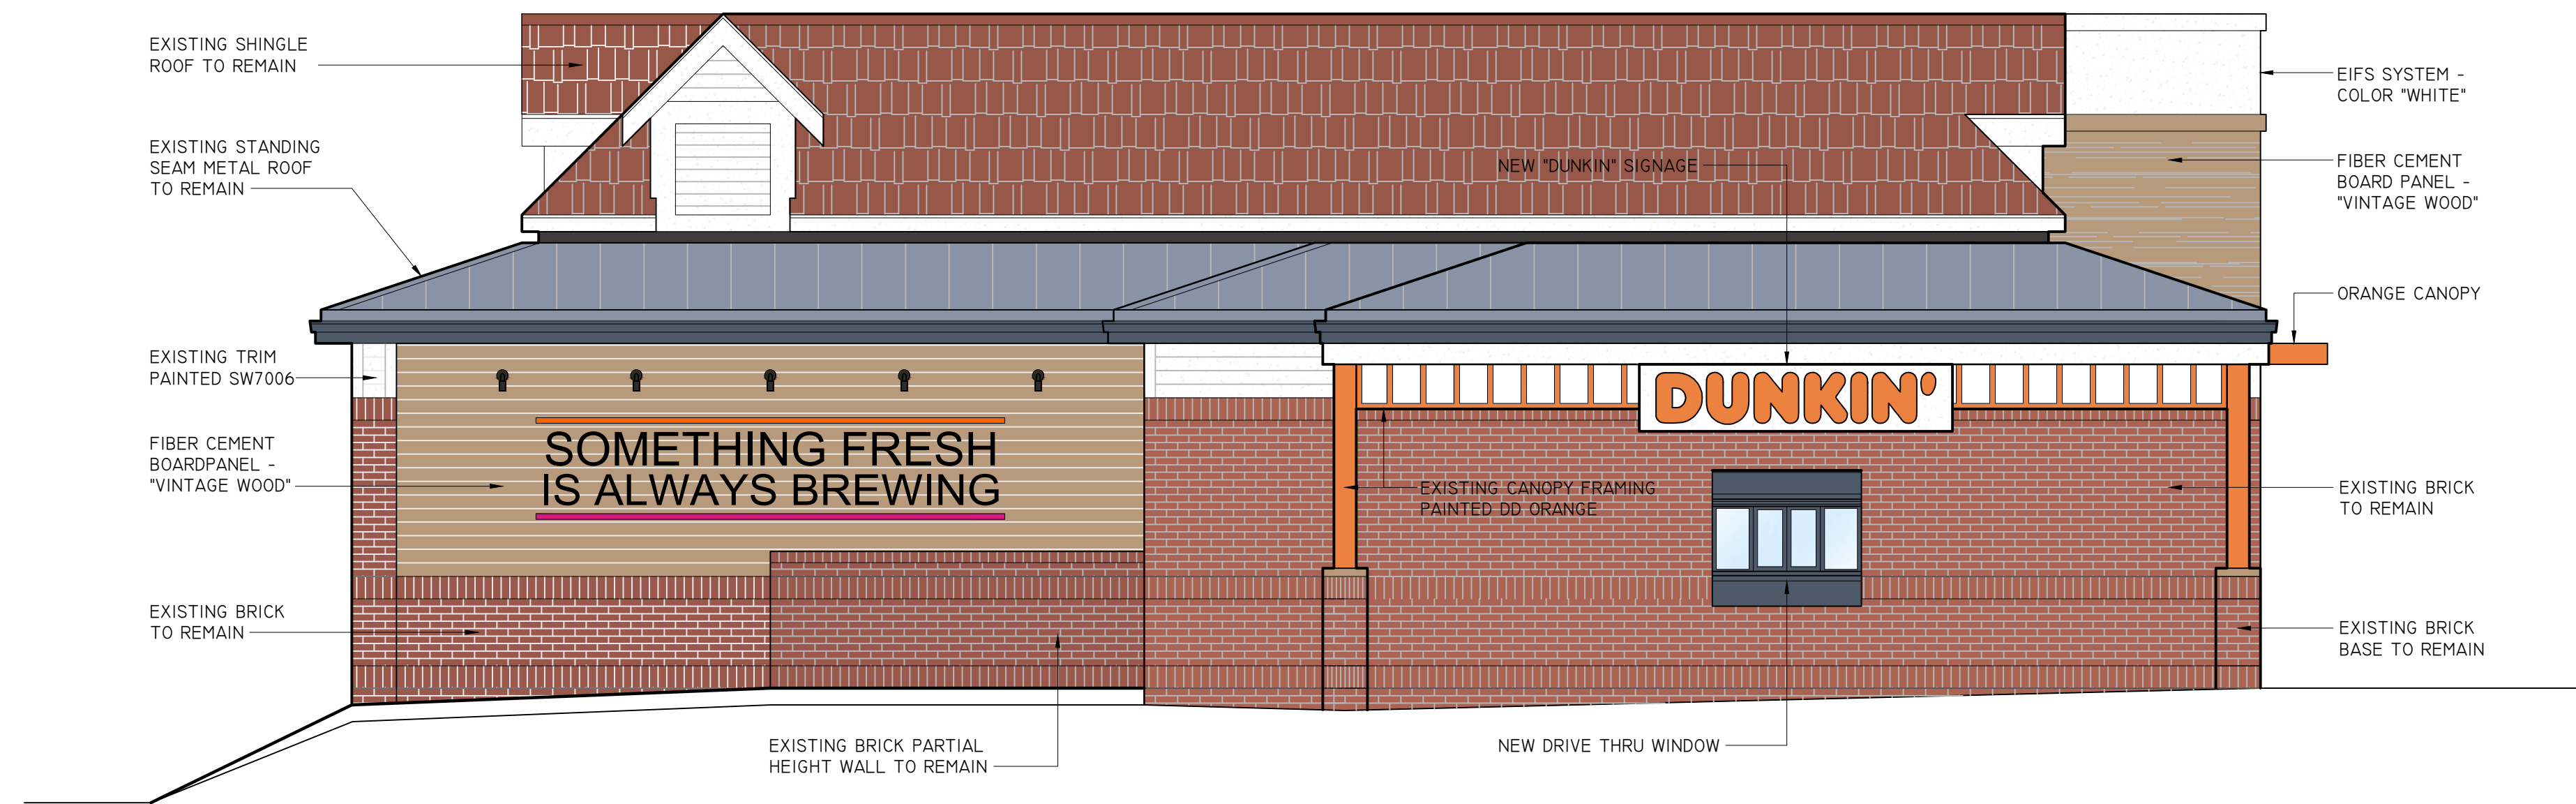 EXISTING SHINGLE
ROOF TO REMAIN
EXISTING STANDING
SEAM METAL ROOF
TO REMAIN
EXISTING TRIM
PAINTED SW7006
FIBER CEMENT
BOARDPANEL -
"VINTAGE WOOD"
EXISTING BRICK
TO REMAIN
SOMETHING FRESH
IS ALWAYS BREWING
EXISTING BRICK PARTIAL
HEIGHT WALL TO REMAIN
NEW "DUNKIN" SIGNAGE
DUNKIN'
EXISTING CANOPY FRAMING
PAINTED DD ORANGE
NEW DRIVE THRU WINDOW
EIFS SYSTEM -
COLOR "WHITE"
FIBER CEMENT
BOARD PANEL -
"VINTAGE WOOD"
ORANGE CANOPY
EXISTING BRICK
TO REMAIN
EXISTING BRICK
BASE TO REMAIN